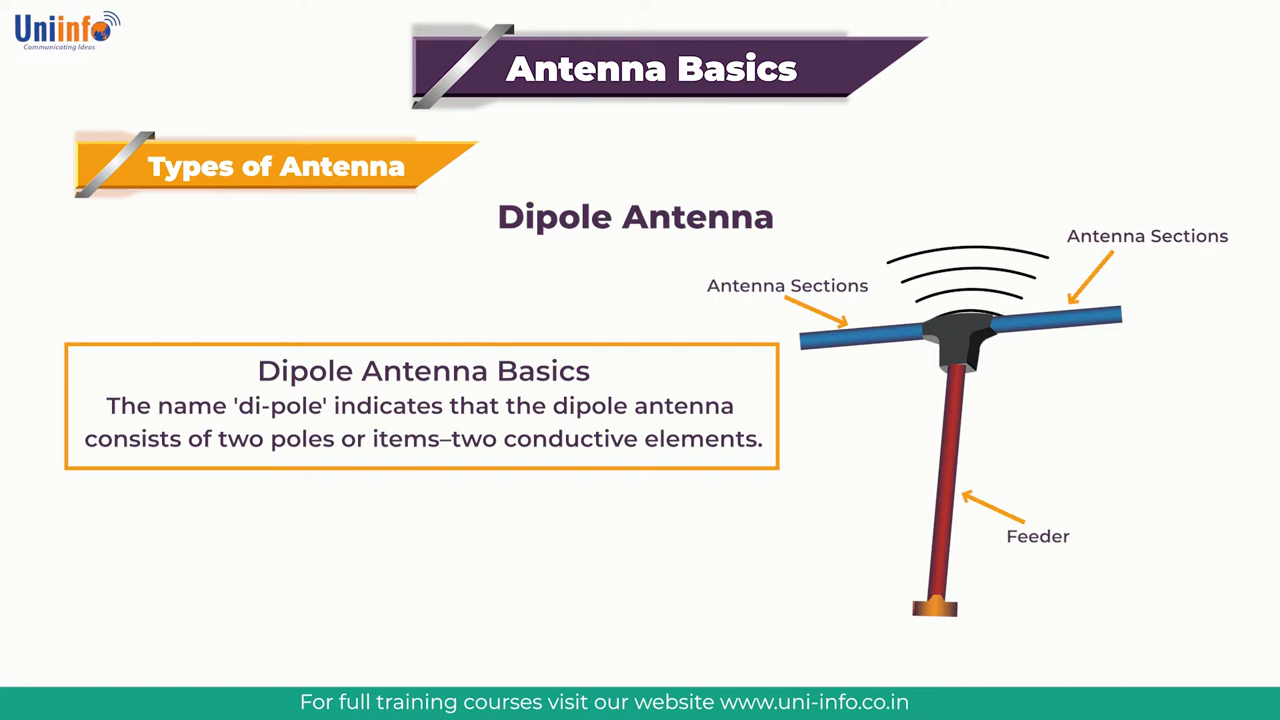 Uniinfo
Communicating Ideas
Antenna Basics
Types of Antenna
Dipole Antenna
Antenna Sections
Antenna Sections
Dipole Antenna Basics
The name 'di-pole' indicates that the dipole antenna
consists of two poles or items–two conductive elements.
Feeder
For full training courses visit our website www.uni-info.co.in